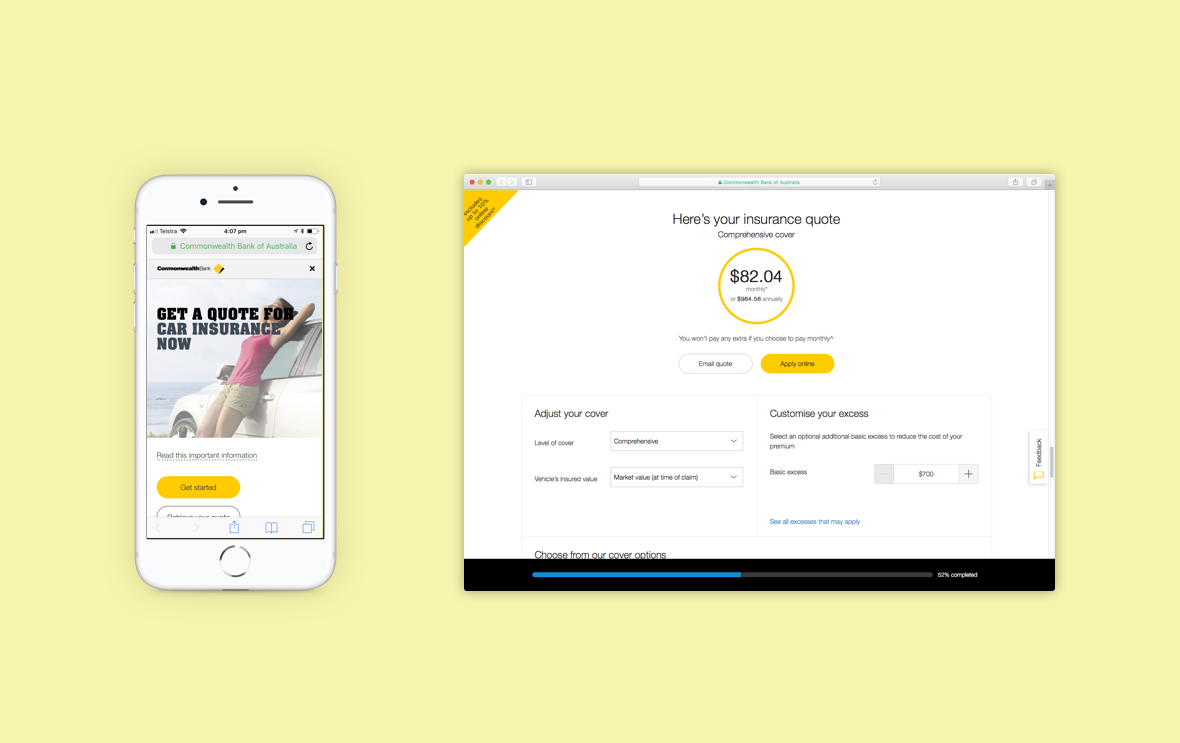 Telstra
4:07 pm
Commonwealth Bank of Australia
CommonwealthBank
GET A QUOTE FOR
CAR INSURANCE
NOW
Read this important information
Get started
Retrieve your quote
Commonwealth Bank of Australia
includes
up to 10%
online
discount^
Here's your insurance quote
Comprehensive cover
$82.04
monthly^
or $984.56 annually
You won't pay any extra if you choose to pay monthly^
Email quote
Apply online
Adjust your cover
Level of cover
Comprehensive
Vehicle's insured value
Market value (at time of claim)
Customise your excess
Select an optional additional basic excess to reduce the cost of your
premium
Basic excess
$700
See all excesses that may apply
Feedback
Choose from our cover options
52% completed